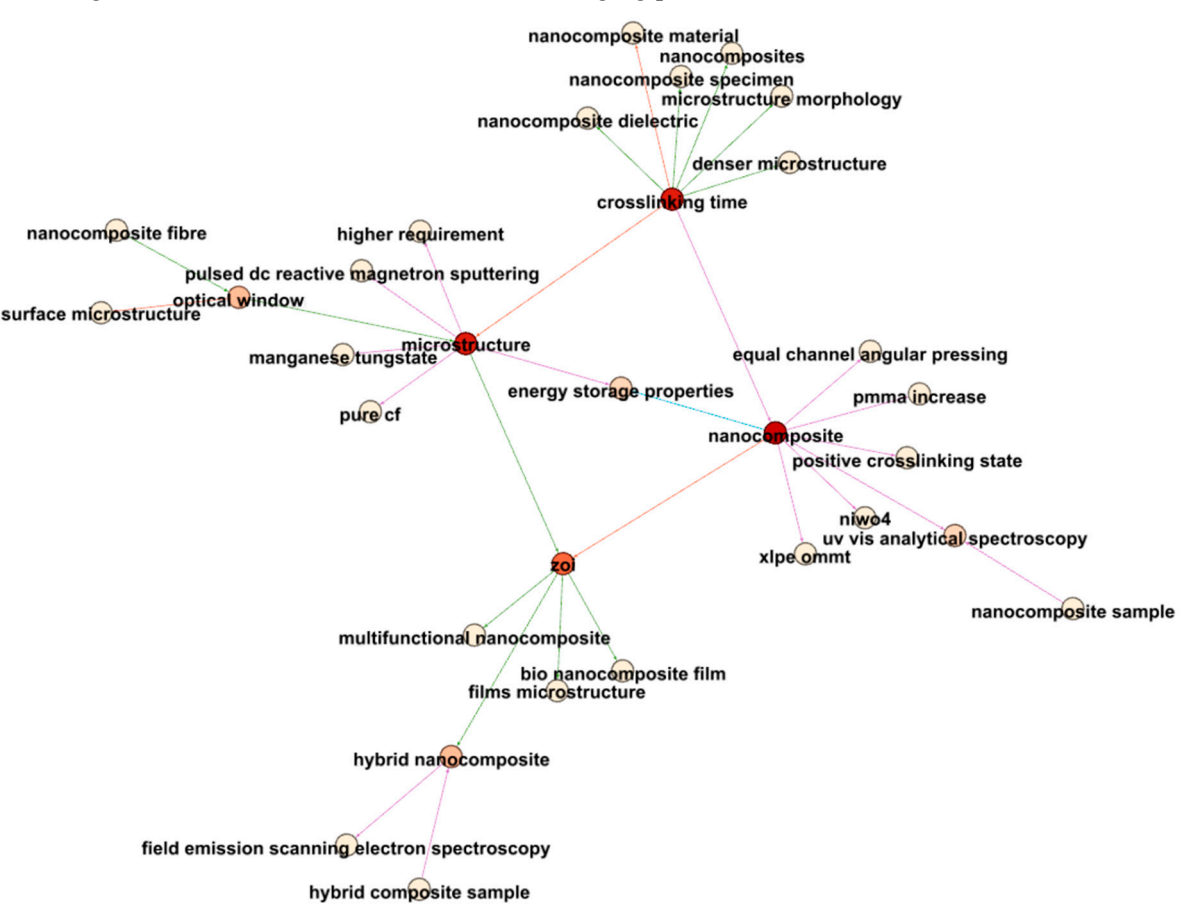 nanocomposite material
nanocomposites
nanocomposite specimen
microstructure morphology
nanocomposite dielectric
denser microstructure
crosslinking time
nanocomposite fibre
higher requirement
pulsed dc reactive magnetron sputtering
optical window
surface microstructure
microstructure
manganese tungstate
equal channel angular pressing
energy storage properties
pmma increase
pure cf
nanocomposite
positive crosslinking state
niwo4
uv vis analytical spectroscopy
xlpe ommt
zoi
nanocomposite sample
multifunctional nanocomposite
bio nanocomposite film
films microstructure
hybrid nanocomposite
field emission scanning electron spectroscopy
hybrid composite sample